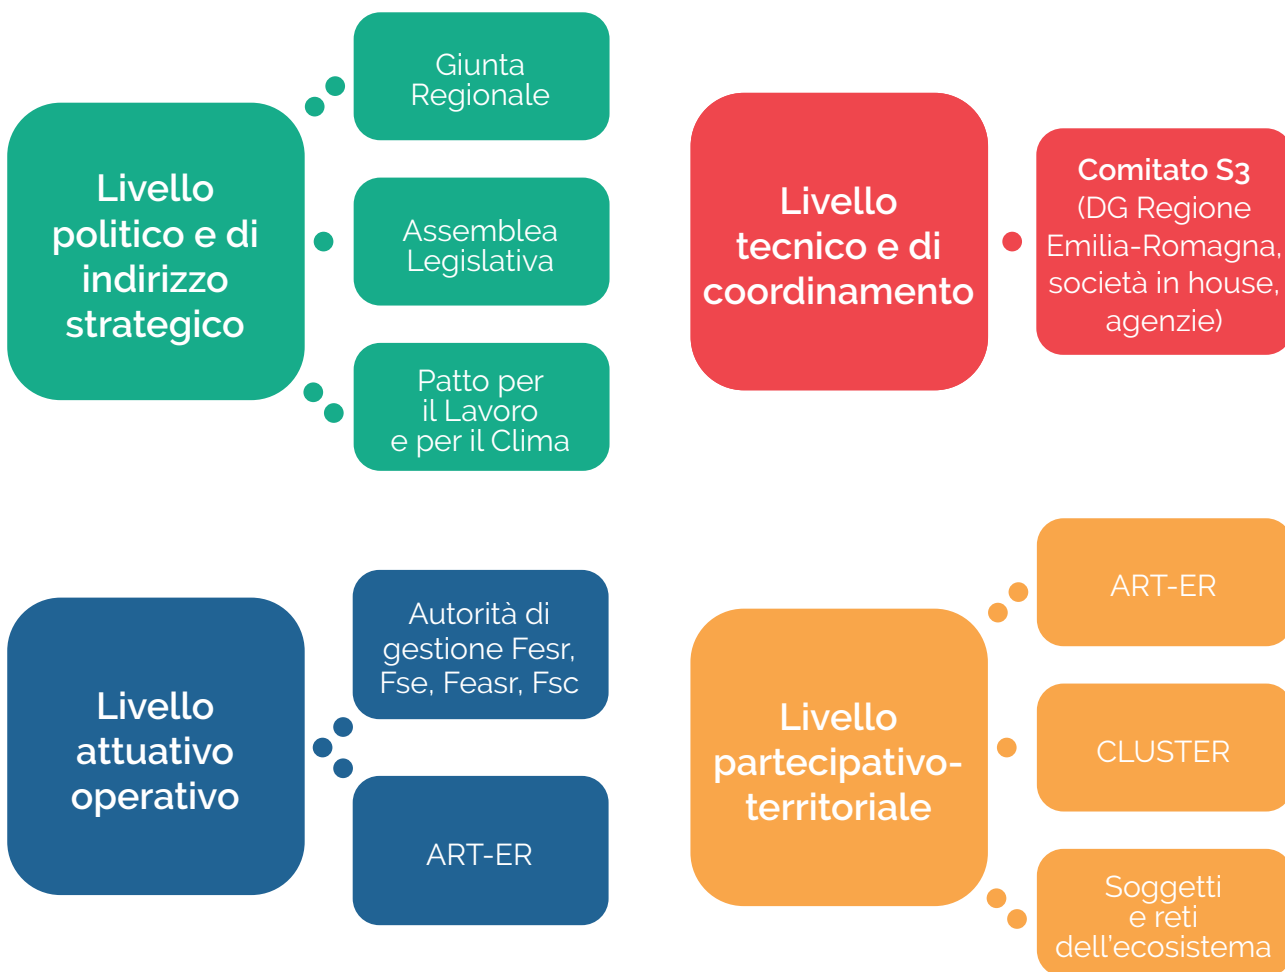 Livello
politico e di
indirizzo
strategico
Giunta
Regionale
Assemblea
Legislativa
Patto per
il Lavoro
e per il Clima
Livello
tecnico e di
coordinamento
Comitato S3
(DG Regione
Emilia-Romagna,
società in house,
agenzie)
Livello
attuativo
operativo
Autorità di
gestione Fesr,
Fse, Feasr, Fsc
ART-ER
Livello
partecipativo-
territoriale
ART-ER
CLUSTER
Soggetti
e reti
dell'ecosistema